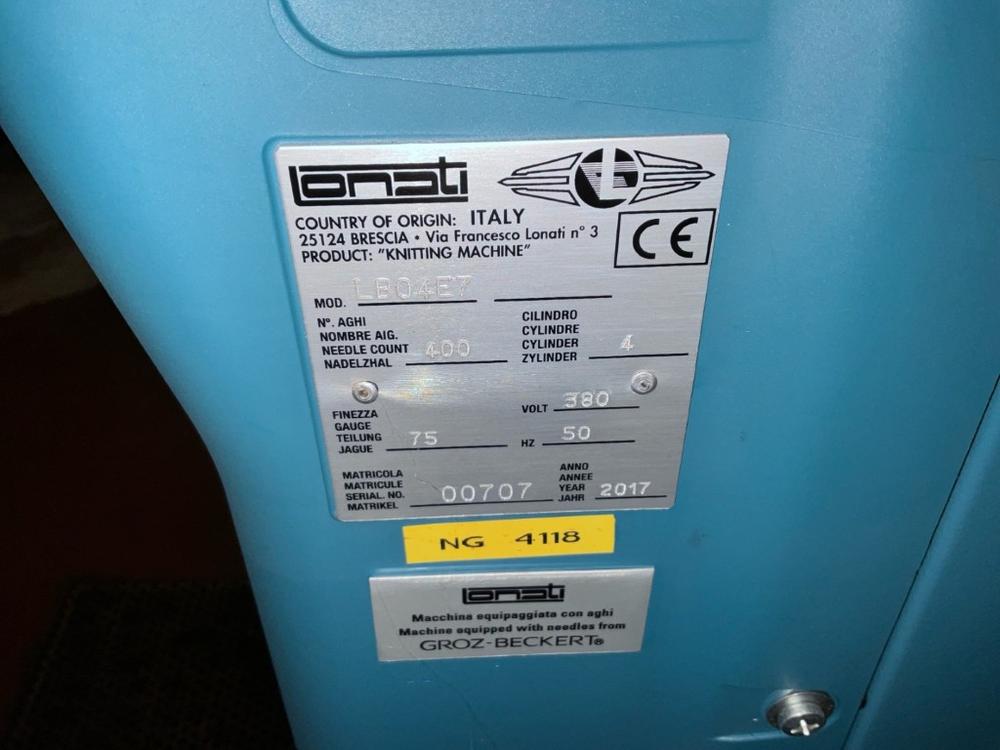 Lonati
COUNTRY OF ORIGIN: ITALY
25124 BRESCIA • Via Francesco Lonati n° 3
PRODUCT: "KNITTING MACHINE"
CE
MOD. LB04E7
N°. AGHI
NOMBRE AIG.
NEEDLE COUNT 400
NADELZHAL
CILINDRO
CYLINDRE
CYLINDER 4
ZYLINDER
FINEZZA
GAUGE
TEILUNG 75
JAGUE
VOLT 380
HZ 50
MATRICOLA
MATRICULE
SERIAL. NO. 00707
MATRIKEL
ANNO
ANNEE
YEAR 2017
JAHR
NG 4118
Lonati
Macchina equipaggiata con aghi
Machine equipped with needles from
GROZ-BECKERT®